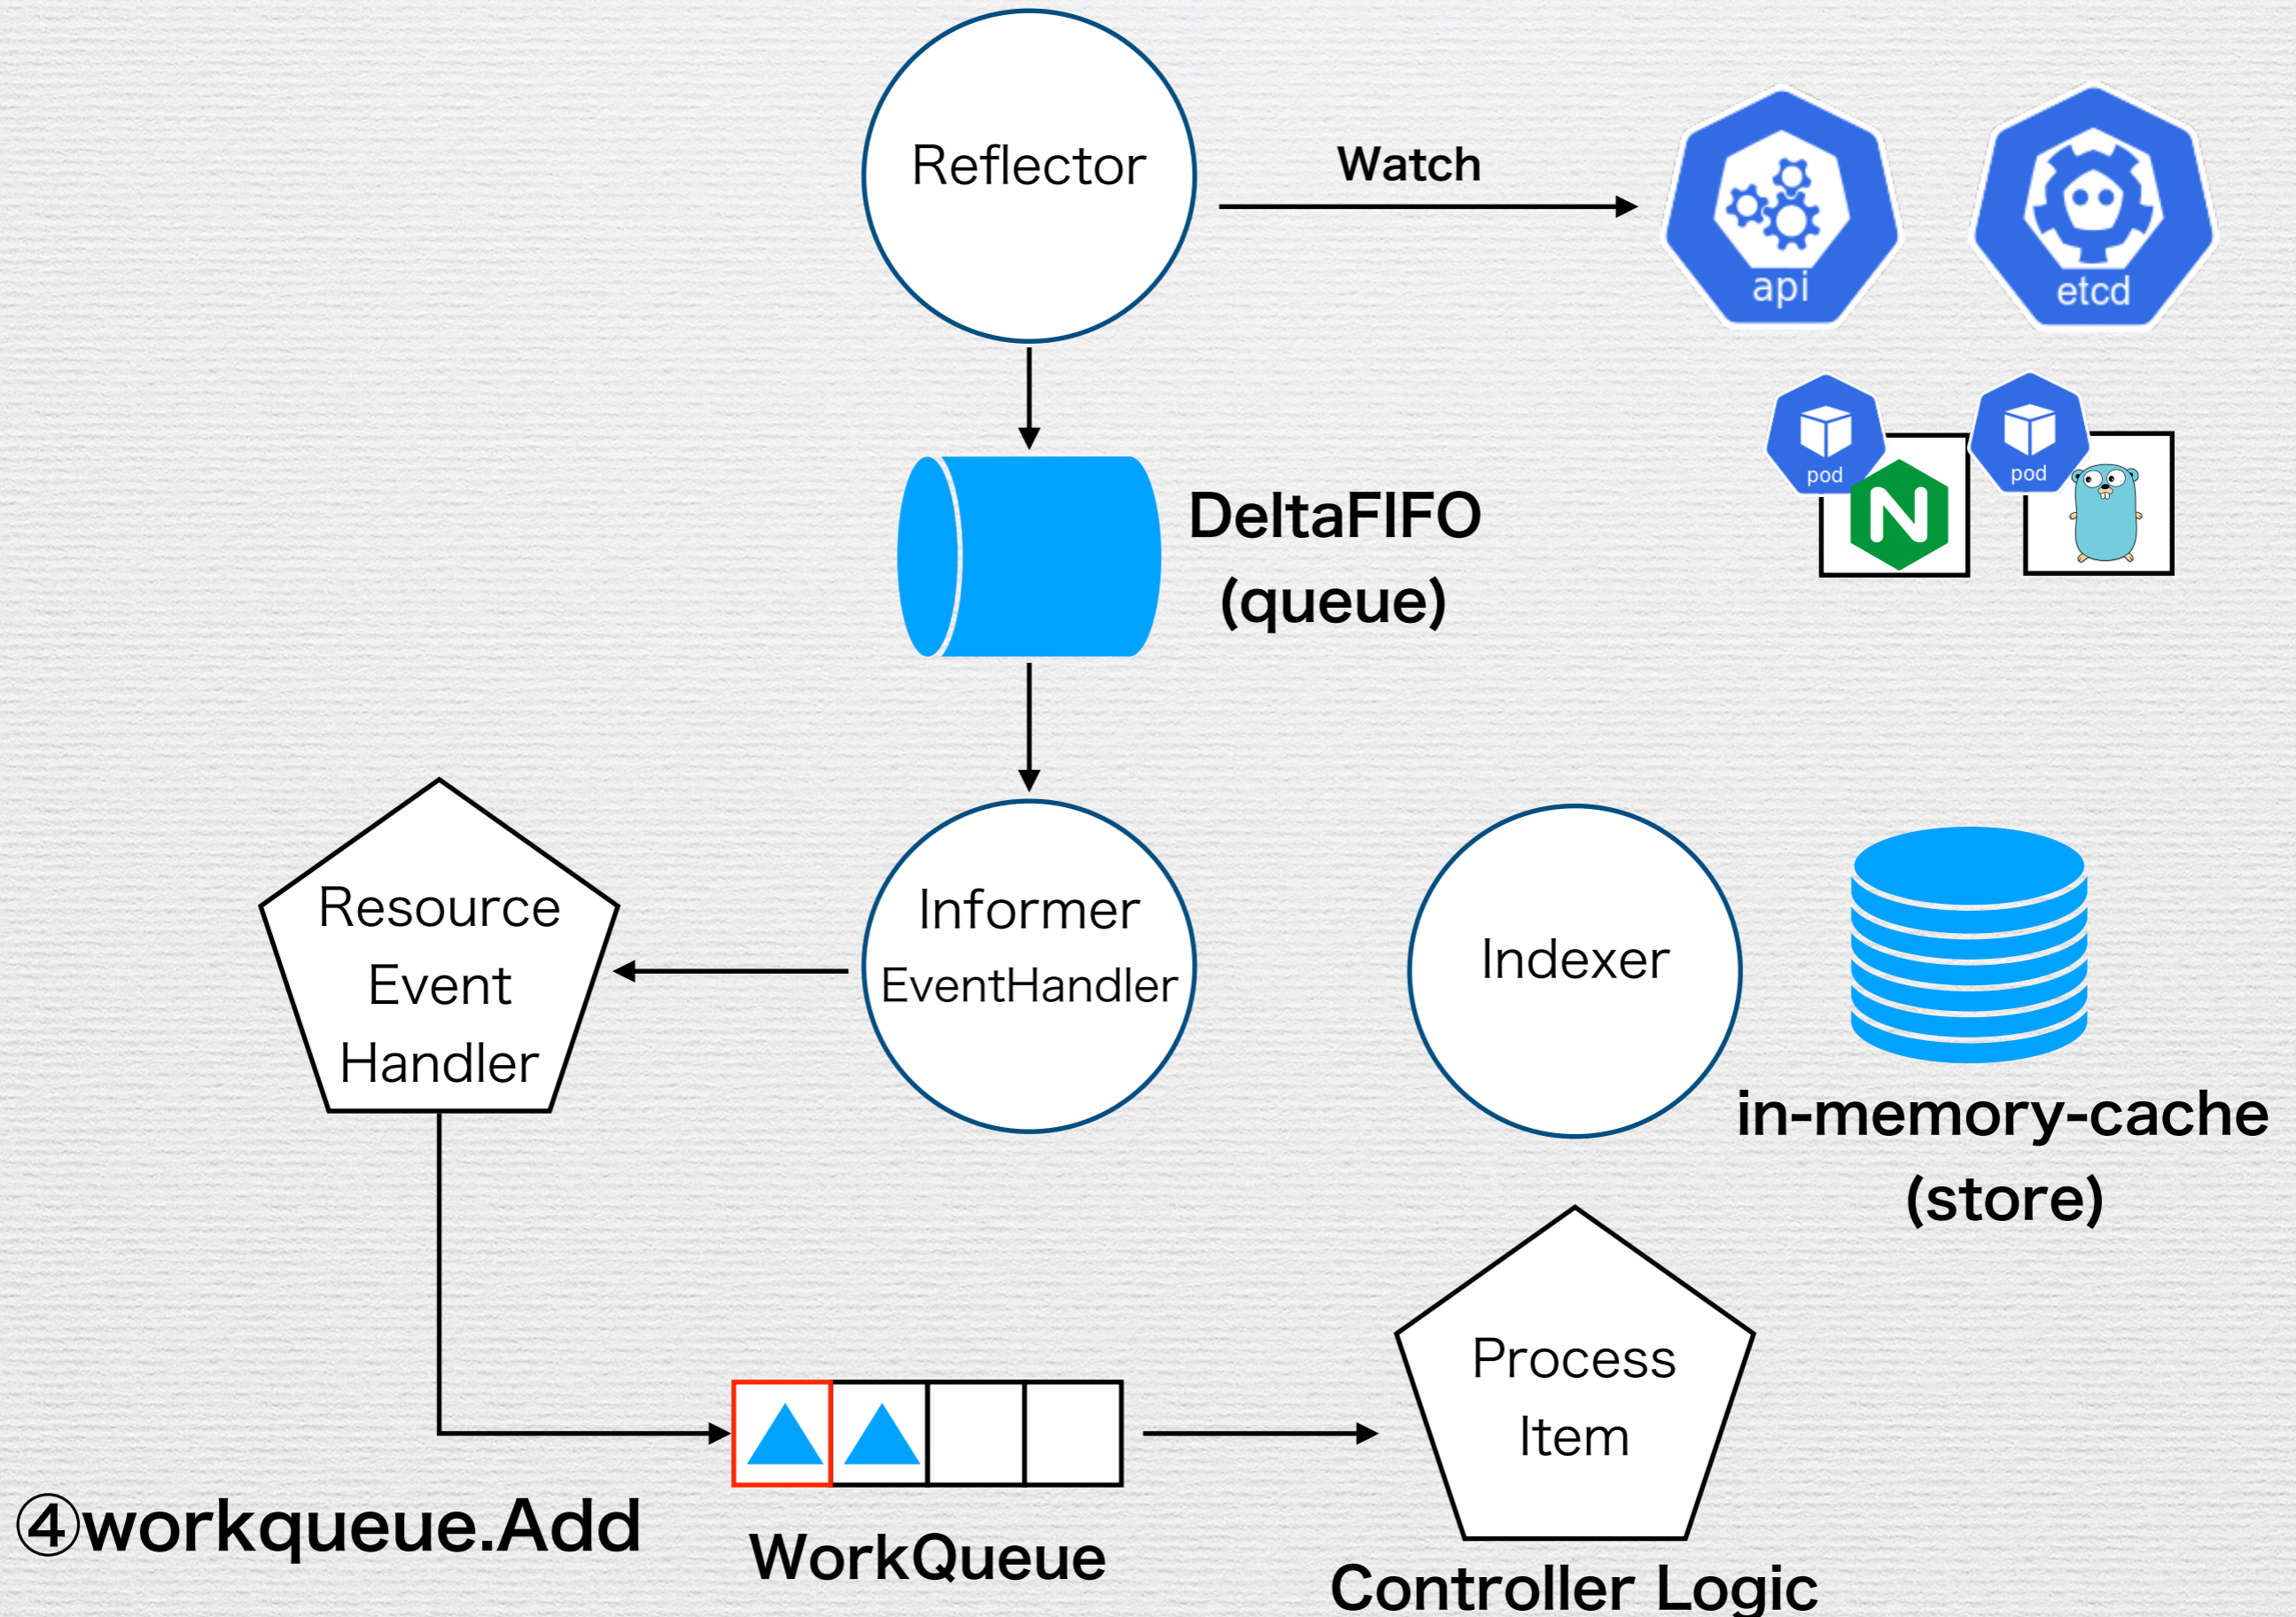 Reflector
Watch
api
etcd
pod
pod
DeltaFIFO
(queue)
Resource
Event
Handler
Informer
EventHandler
Indexer
in-memory-cache
(store)
Process
Item
④workqueue.Add
WorkQueue
Controller Logic